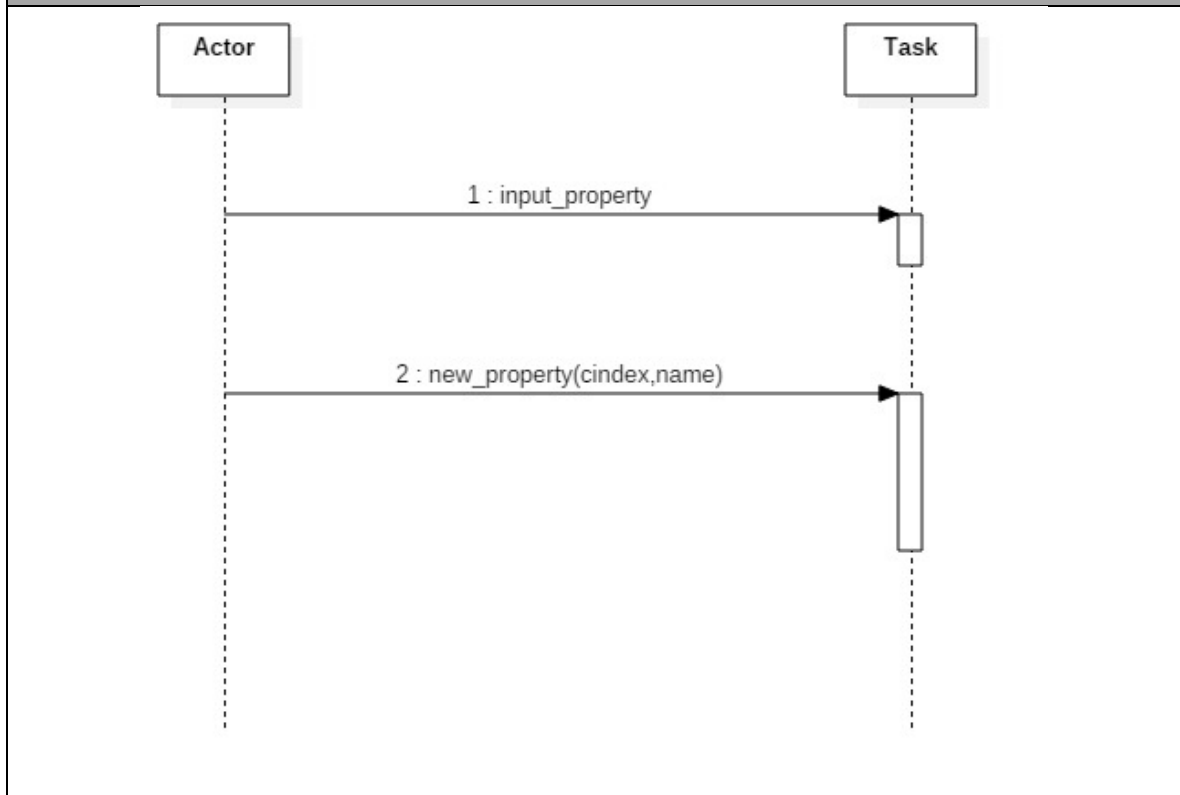 Actor
Task
1 : input_property
2 : new_property(cindex,name)